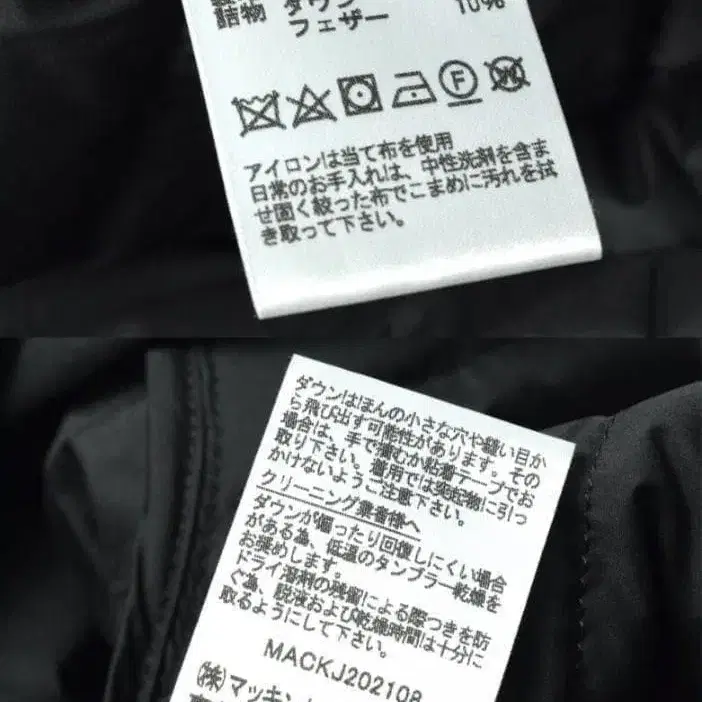 詰物 ダウン
フェザー 10%
F
W
アイロンは当て布を使用
日常のお手入れは、中性洗剤を含ま
せ固く絞った布でこまめに汚れを拭
き取って下さい。
ダウンはほんの小さな穴や縫い目か
ら飛び出す可能性があります。その
場合は、手で摘むか粘着テープでお
取り下さい。着用では突起物に引っ
かけないようご注意下さい。
クリーニング業者様へ
ダウンが偏ったり回復しにくい場合
がある為、低温のタンブラー乾燥を
お奨めします。
ドライ溶剤の残留による際つきを防
ぐ為、脱液および乾燥時間は十分に
取るようにして下さい。
MACKJ202108
(株)マッキン